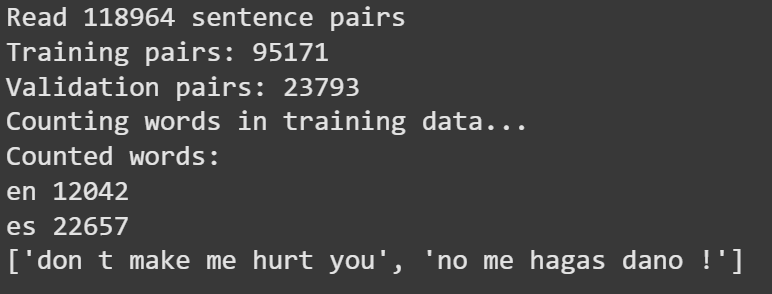 Read 118964 sentence pairs
Training pairs: 95171
Validation pairs: 23793
Counting words in training data...
Counted words:
en 12042
es 22657
['don t make me hurt you', 'no me hagas dano !']